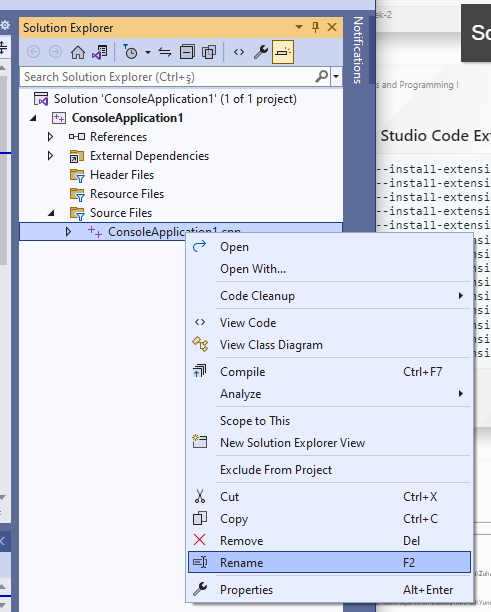 ek-2
So
Solution Explorer
Notifications
Search Solution Explorer (Ctrl+ş)
s and Programming I
Solution 'ConsoleApplication1' (1 of 1 project)
ConsoleApplication1
References
External Dependencies
Header Files
Resource Files
Source Files
ConsoleApplication1.cpp
Studio Code Ex
--install-extensi
--install-extensi
--install-extensi
--install-extensi
--install-extensi
Open
Open With...
Code Cleanup
View Code
View Class Diagram
Compile Ctrl+F7
Analyze
Scope to This
New Solution Explorer View
Exclude From Project
Cut Ctrl+X
Copy Ctrl+C
Remove Del
Rename F2
Properties Alt+Enter